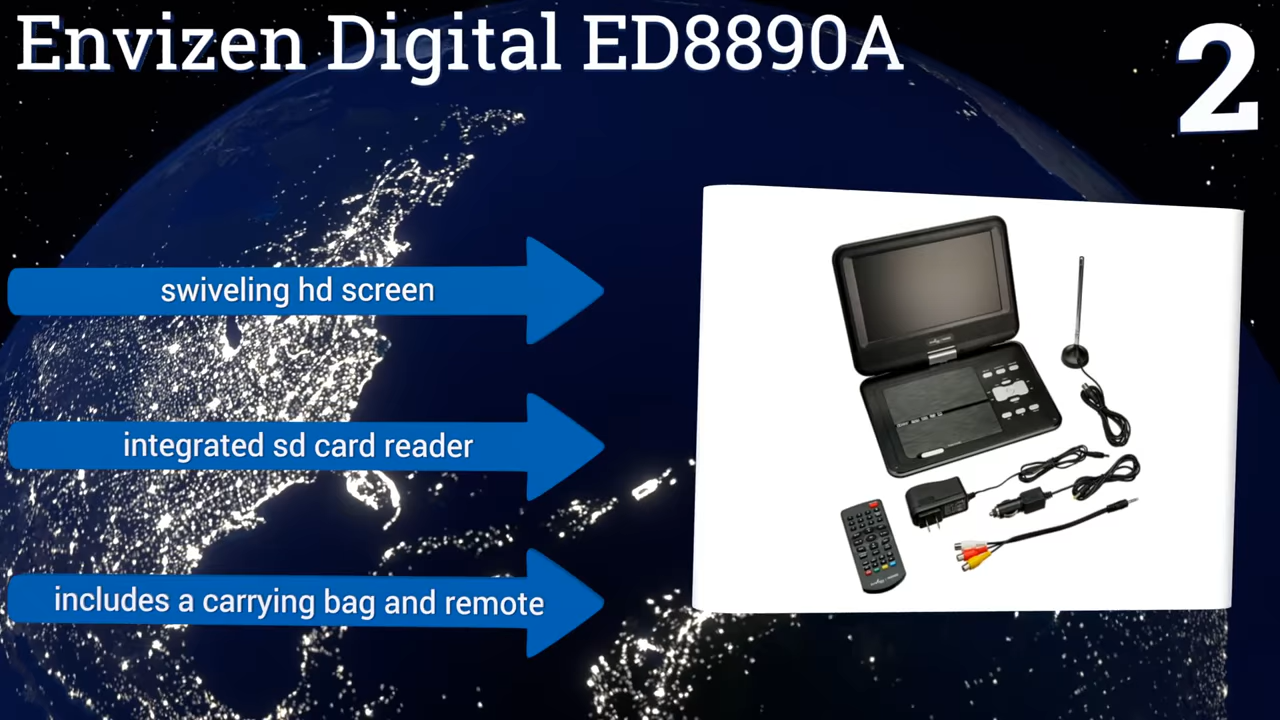 Envizen Digital ED8890A
2
swiveling hd screen
integrated sd card reader
includes a carrying bag and remote